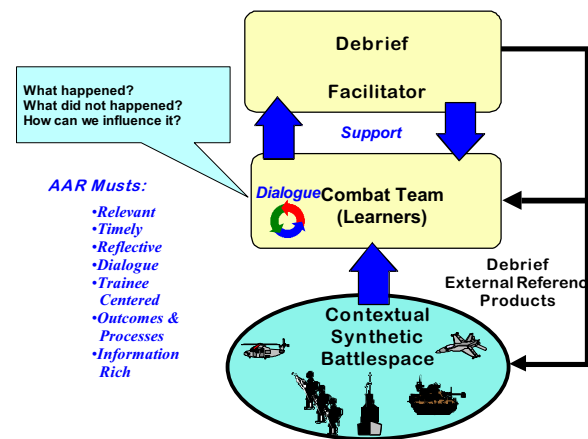 Debrief
Facilitator
What happened?
What did not happened?
How can we influence it?
Support
AAR Musts:
•Relevant
•Timely
•Reflective
•Dialogue
•Trainee
Centered
•Outcomes &
Processes
•Information
Rich
Dialogue
Combat Team
(Learners)
Debrief
External Referenc
Products
Contextual
Synthetic
Battlespace